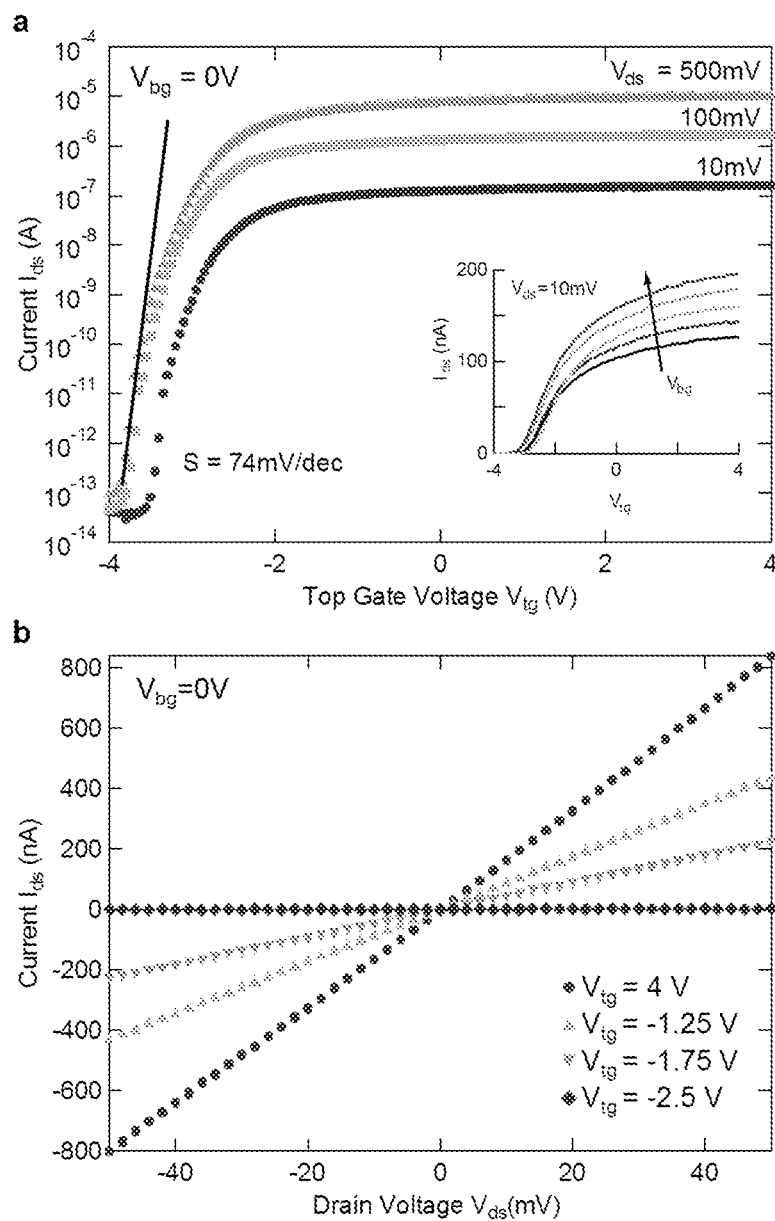 a
V_bg = 0V
V_ds = 500mV
100mV
10mV
S = 74mV/dec
Current I_ds (A)
10^-4
10^-5
10^-6
10^-7
10^-8
10^-9
10^-10
10^-11
10^-12
10^-13
10^-14
-4
-2
0
2
4
Top Gate Voltage V_tg (V)
V_ds=10mV
I_ds (nA)
200
100
0
V_bg
-4
0
4
V_tg
b
V_bg=0V
Current I_ds (nA)
800
600
400
200
0
-200
-400
-600
-800
-40
-20
0
20
40
Drain Voltage V_ds(mV)
V_tg = 4 V
V_tg = -1.25 V
V_tg = -1.75 V
V_tg = -2.5 V